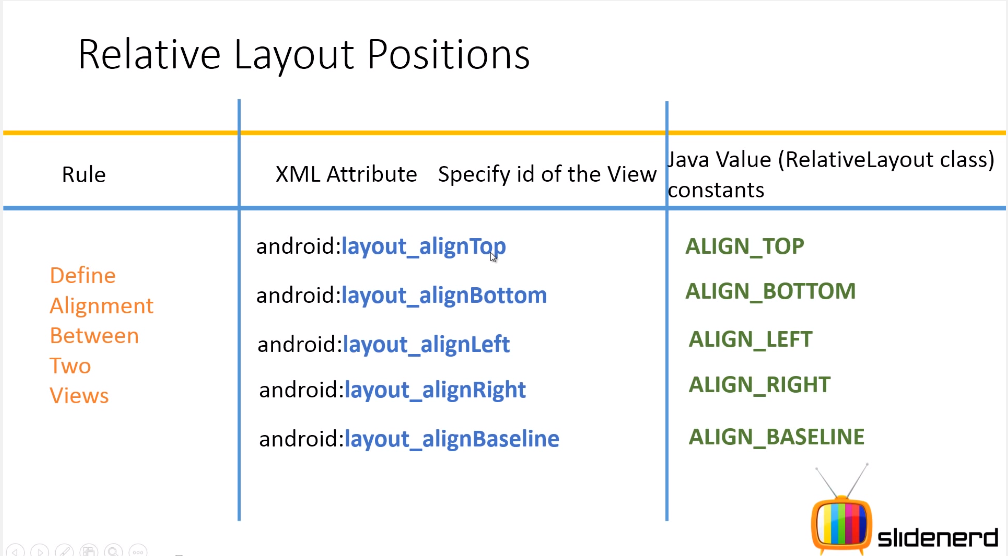 Relative Layout Positions
Rule
XML Attribute Specify id of the View
Java Value (RelativeLayout class)
constants
Define
Alignment
Between
Two
Views
android:layout_alignTop
android:layout_alignBottom
android:layout_alignLeft
android:layout_alignRight
android:layout_alignBaseline
ALIGN_TOP
ALIGN_BOTTOM
ALIGN_LEFT
ALIGN_RIGHT
ALIGN_BASELINE
slidenerd